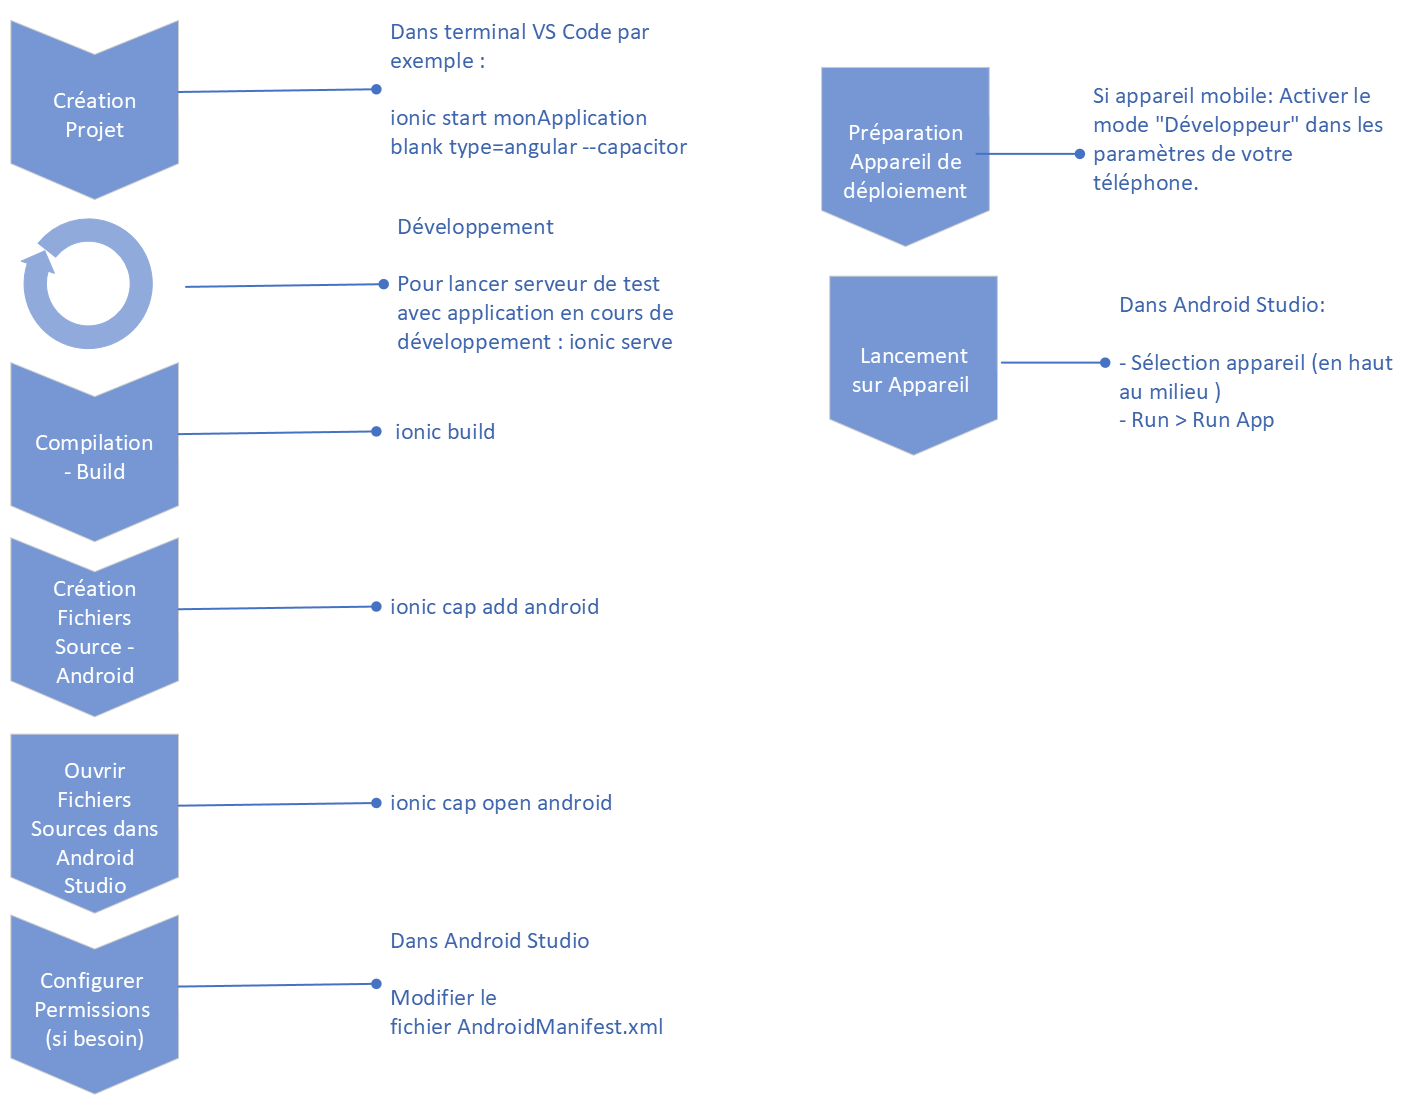 Création
Projet
Dans terminal VS Code par
exemple :
ionic start monApplication
blank type=angular --capacitor
Développement
Pour lancer serveur de test
avec application en cours de
développement : ionic serve
Compilation
- Build
ionic build
Création
Fichiers
Source -
Android
ionic cap add android
Ouvrir
Fichiers
Sources dans
Android
Studio
ionic cap open android
Configurer
Permissions
(si besoin)
Dans Android Studio
Modifier le
fichier AndroidManifest.xml
Préparation
Appareil de
déploiement
Si appareil mobile: Activer le
mode "Développeur" dans les
paramètres de votre
téléphone.
Lancement
sur Appareil
Dans Android Studio:
- Sélection appareil (en haut
au milieu )
- Run > Run App